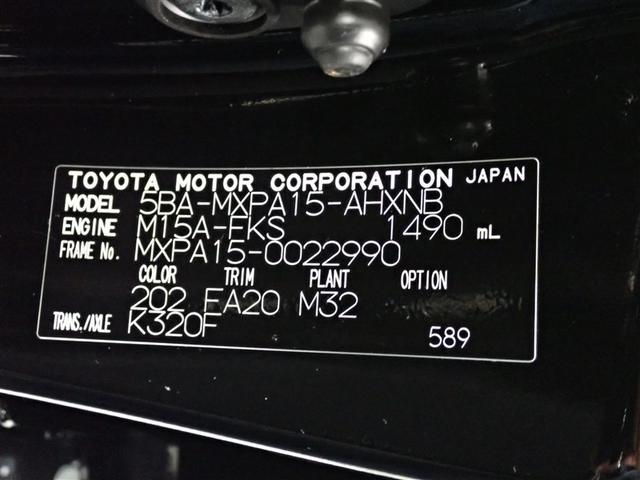 TOYOTA MOTOR CORPORATION JAPAN
MODEL 5BA-MXPA15-AHXNB
ENGINE M15A-FKS 1490 mL
FRAME No. MXPA15-0022990
COLOR TRIM PLANT OPTION
202 EA20 M32
TRANS./AXLE K320F
589